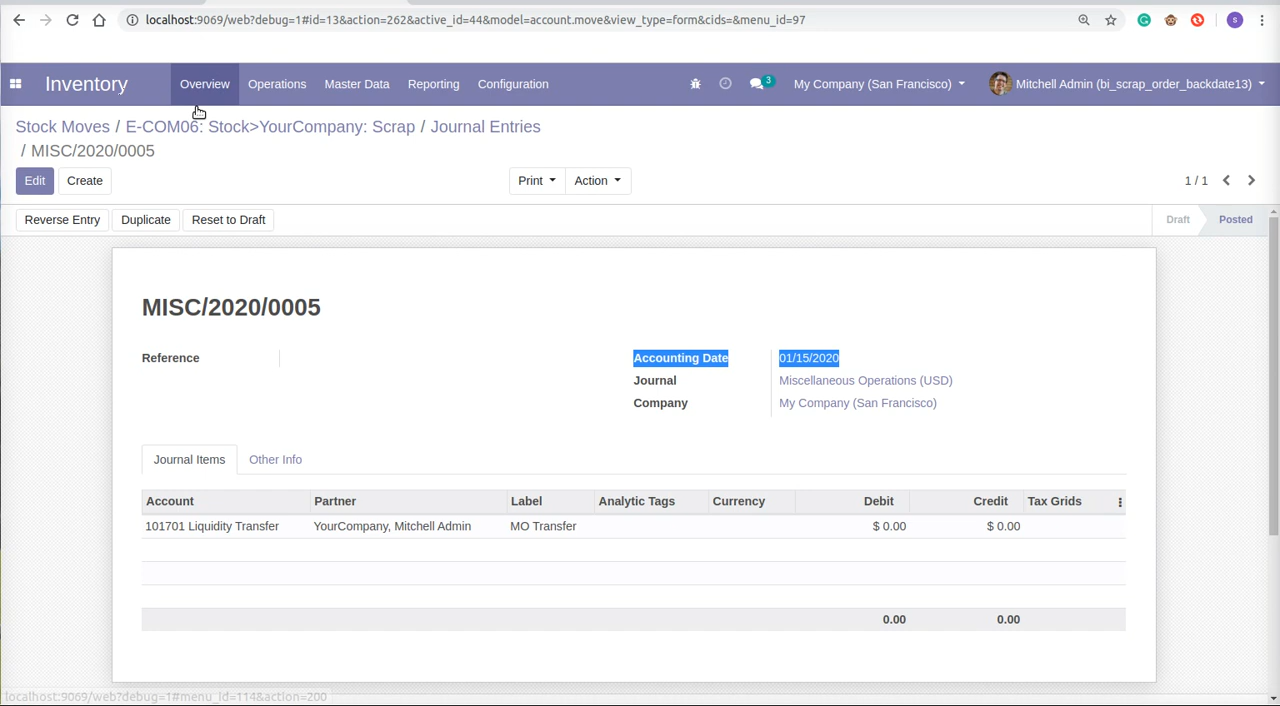 localhost:9069/web?debug=1#id=13&action=262&active_id=44&model=account.move&view_type=form&cids=&menu_id=97
S
Inventory Overview Operations Master Data Reporting Configuration 3 My Company (San Francisco) Mitchell Admin (bi_scrap_order_backdate13)
Stock Moves / E-COM06: Stock>YourCompany: Scrap / Journal Entries
/ MISC/2020/0005
Edit Create Print Action 1 / 1
Reverse Entry Duplicate Reset to Draft Draft Posted
MISC/2020/0005
Reference Accounting Date 01/15/2020
Journal Miscellaneous Operations (USD)
Company My Company (San Francisco)
Journal Items Other Info
Account Partner Label Analytic Tags Currency Debit Credit Tax Grids
101701 Liquidity Transfer YourCompany, Mitchell Admin MO Transfer $ 0.00 $ 0.00
0.00 0.00
localhost:9069/web?debug=1#menu_id=114&action=200